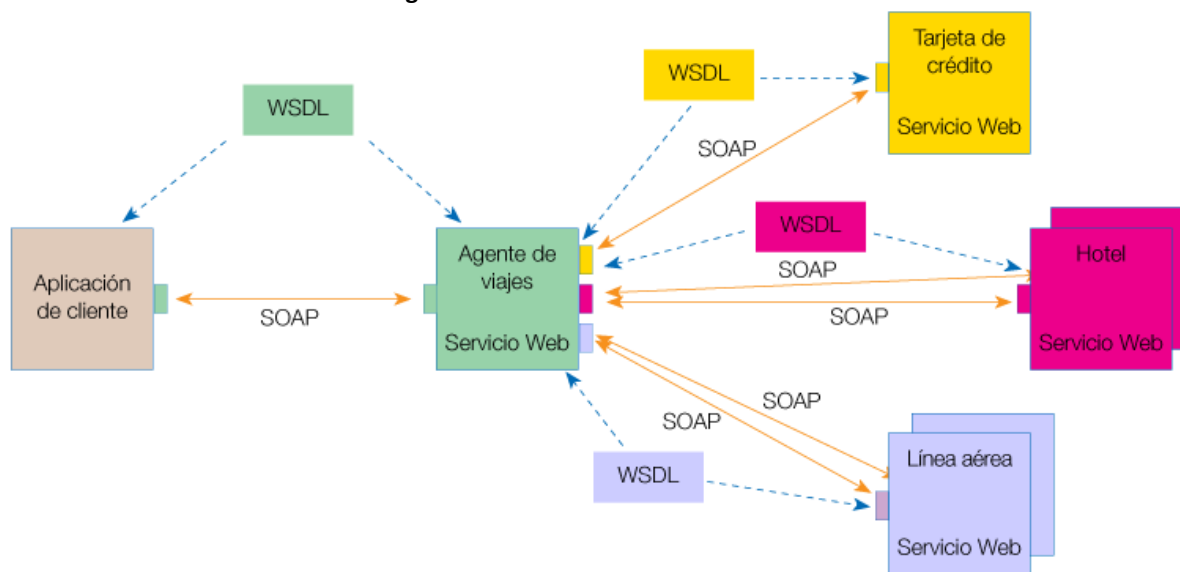 g
Tarjeta de
crédito
Servicio Web
WSDL
WSDL
SOAP
WSDL
Hotel
Servicio Web
SOAP
SOAP
Agente de
viajes
Servicio Web
Aplicación
de cliente
SOAP
SOAP
SOAP
WSDL
Línea aérea
Servicio Web